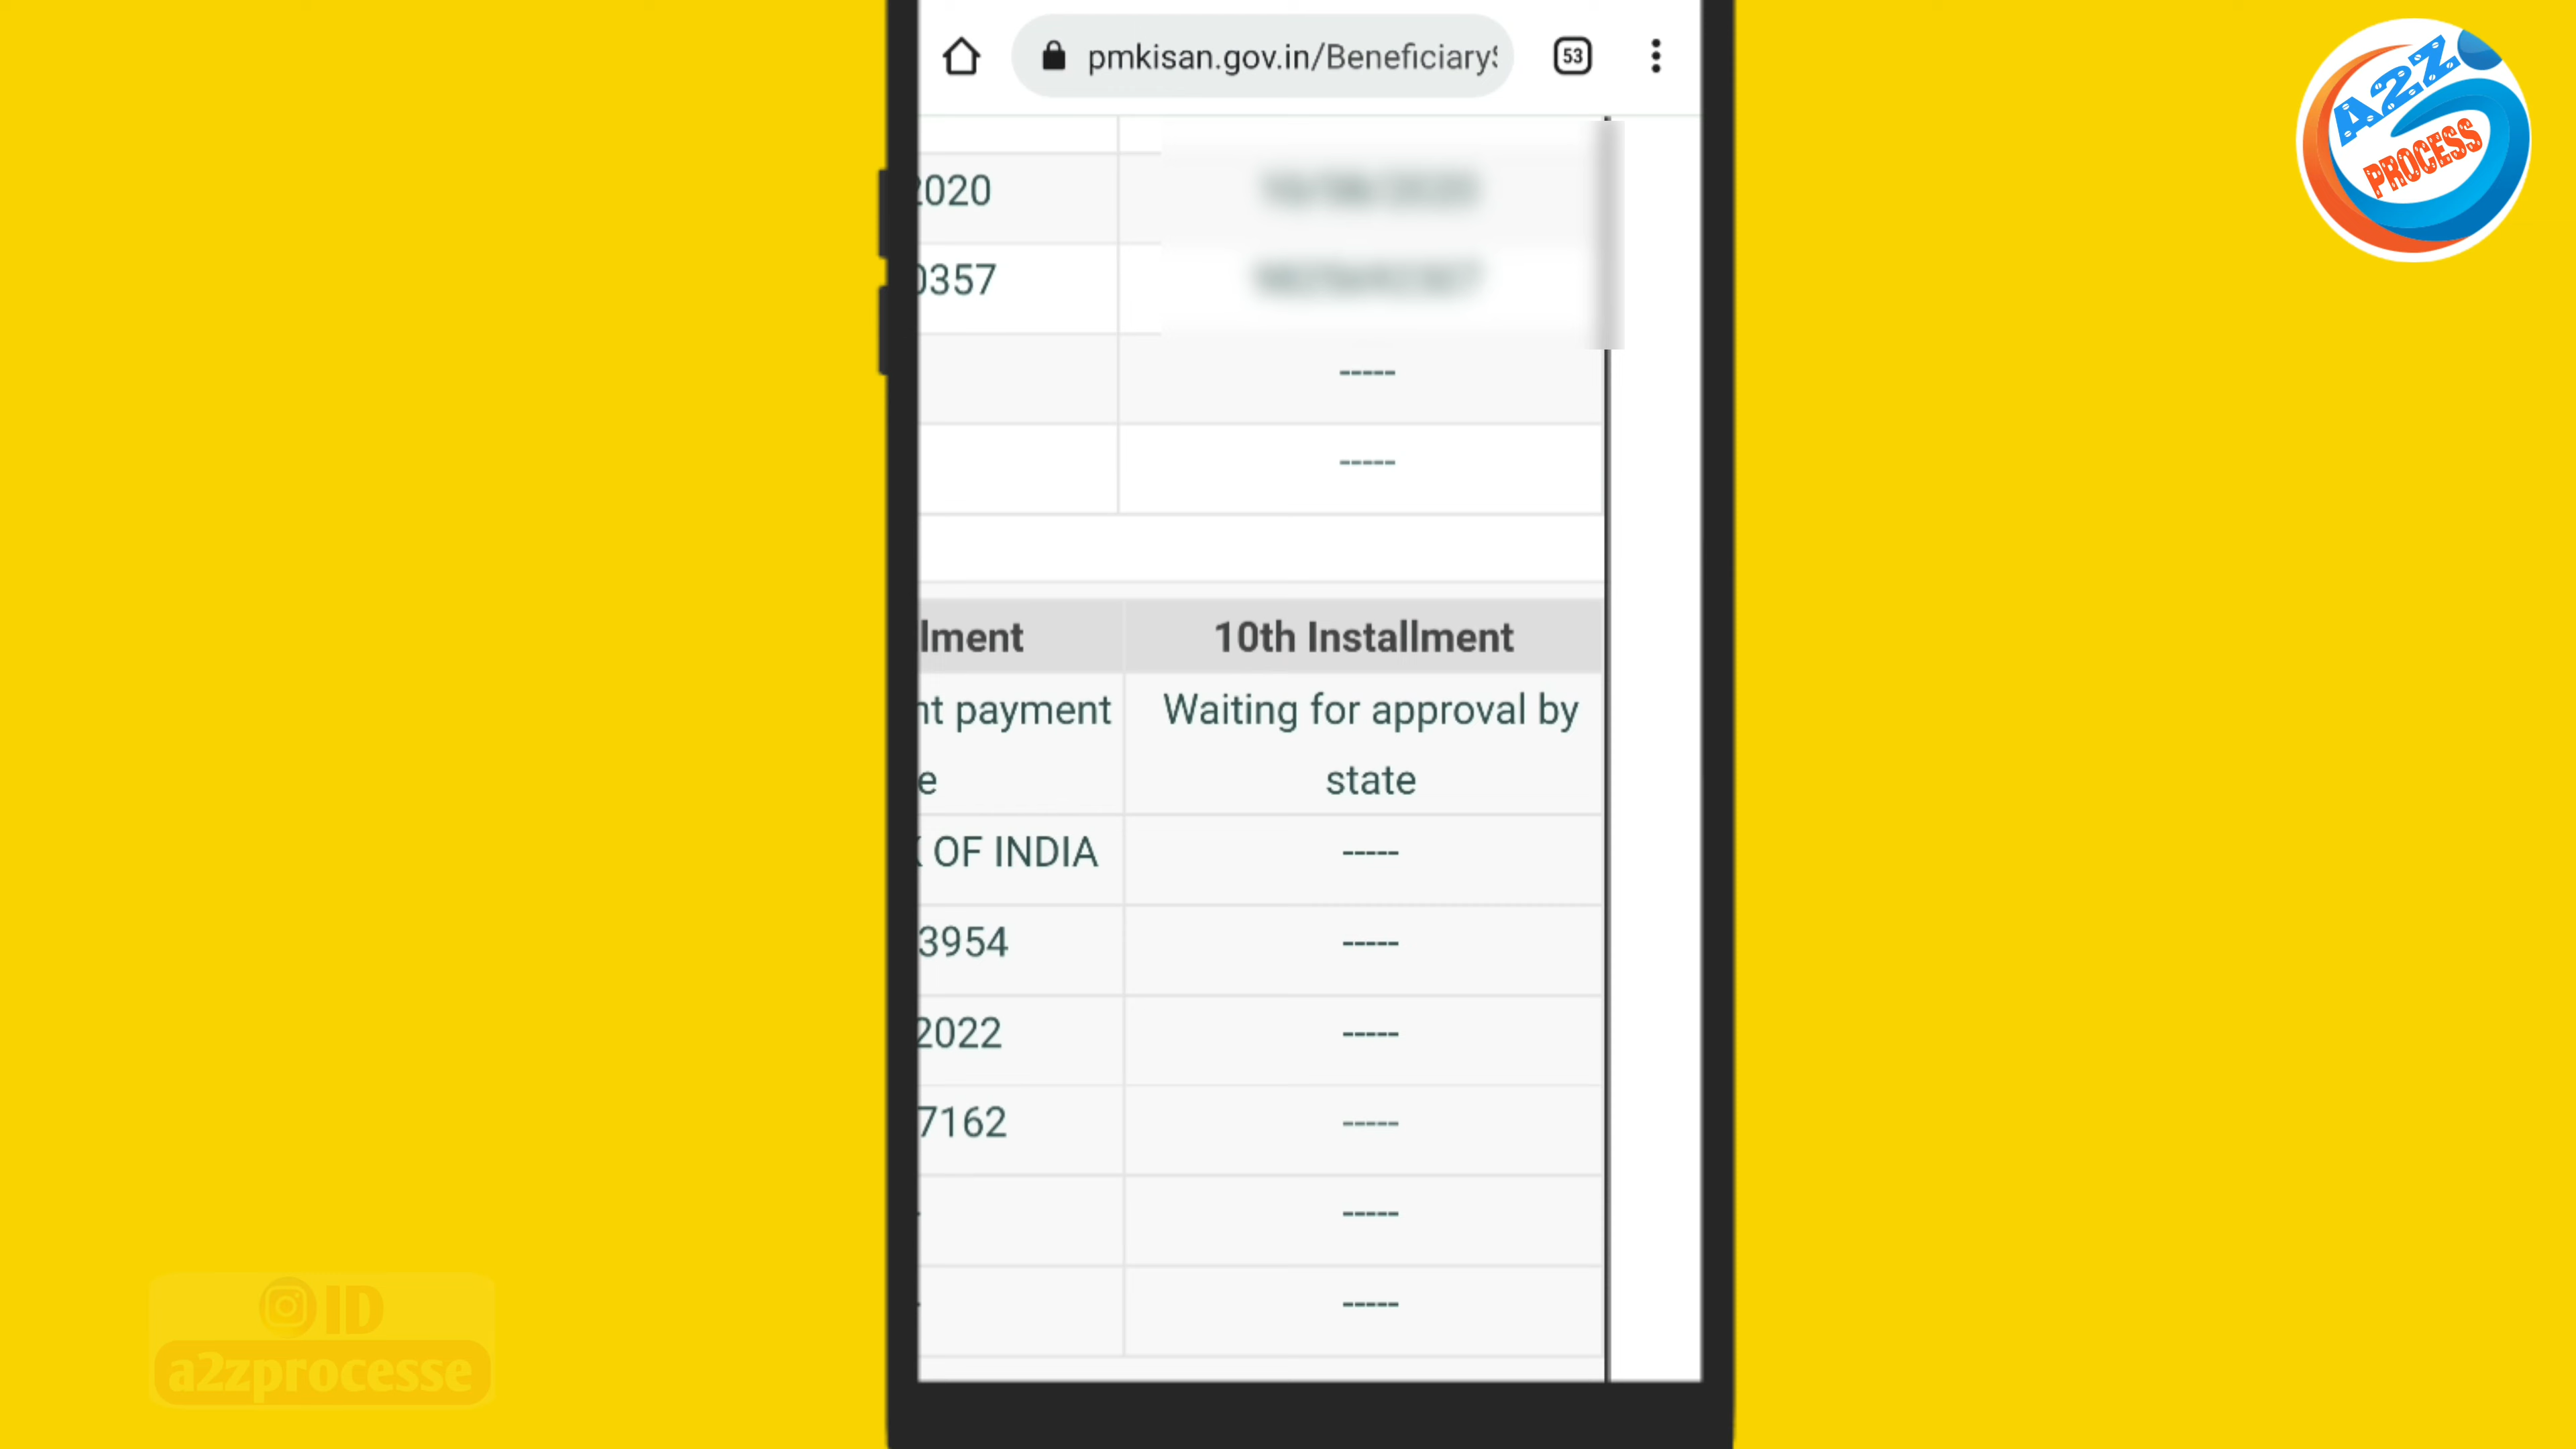 pmkisan.gov.in/Beneficiary
53
A2Z
PROCESS
2020
0357
-----
-----
lment 10th Installment
nt payment Waiting for approval by
e state
OF INDIA -----
3954 -----
2022 -----
7162 -----
-----
-----
ID
a2zprocesse